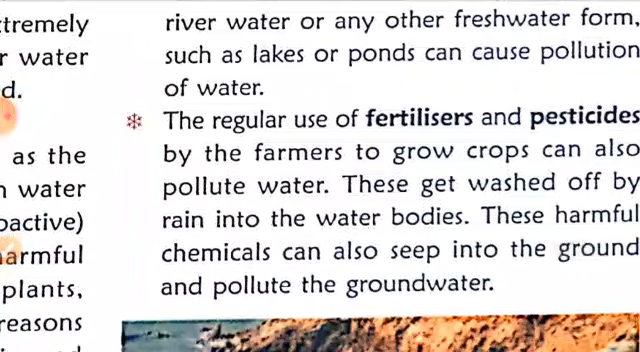 tremely
r water
d.
as the
water
oactive)
armful
plants,
reasons
river water or any other freshwater form,
such as lakes or ponds can cause pollution
of water.
The regular use of fertilisers and pesticides
by the farmers to grow crops can also
pollute water. These get washed off by
rain into the water bodies. These harmful
chemicals can also seep into the ground
and pollute the groundwater.